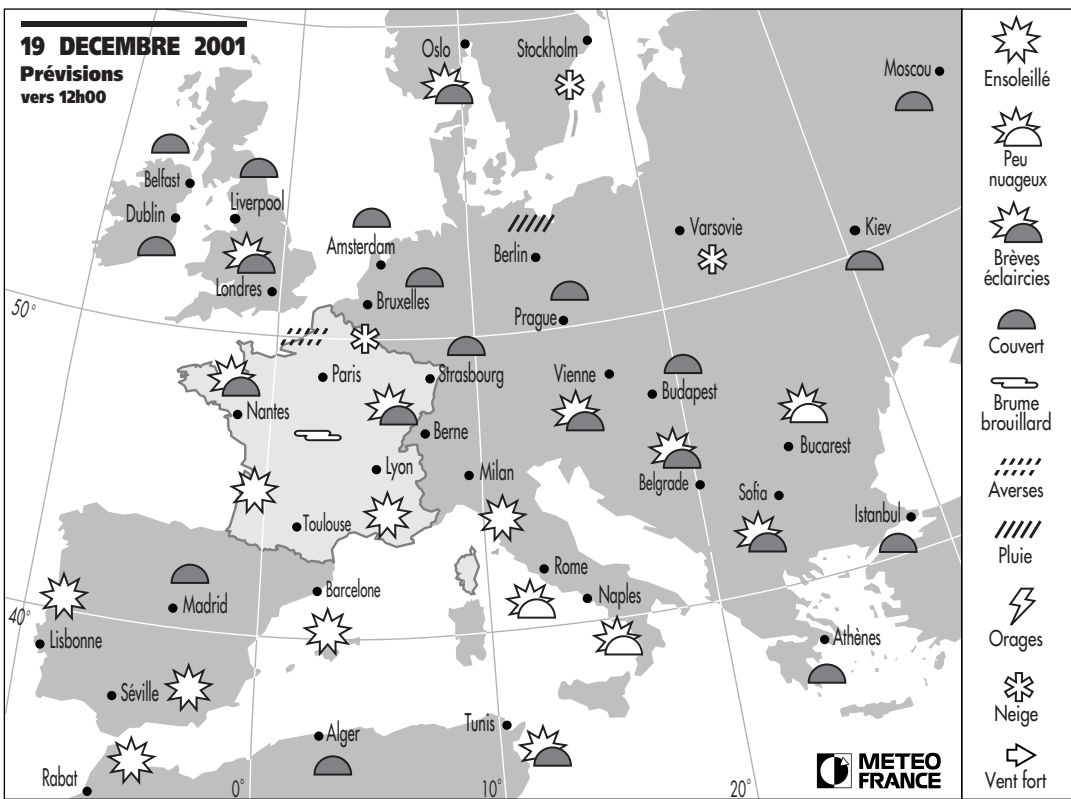 19 DECEMBRE 2001
Prévisions
vers 12h00
Oslo
Stockholm
Moscou
Belfast
Dublin
Liverpool
Londres
Amsterdam
Bruxelles
Berlin
Prague
Varsovie
Kiev
50°
Paris
Strasbourg
Nantes
Berne
Lyon
Milan
Toulouse
Vienne
Budapest
Bucarest
Belgrade
Sofia
Istanbul
Rome
Naples
Athènes
Barcelone
Madrid
40°
Lisbonne
Séville
Rabat
Alger
Tunis
0°
10°
20°
METEO
FRANCE
Ensoleillé
Peu
nuageux
Brèves
éclaircies
Couvert
Brume
brouillard
Averses
Pluie
Orages
Neige
Vent fort